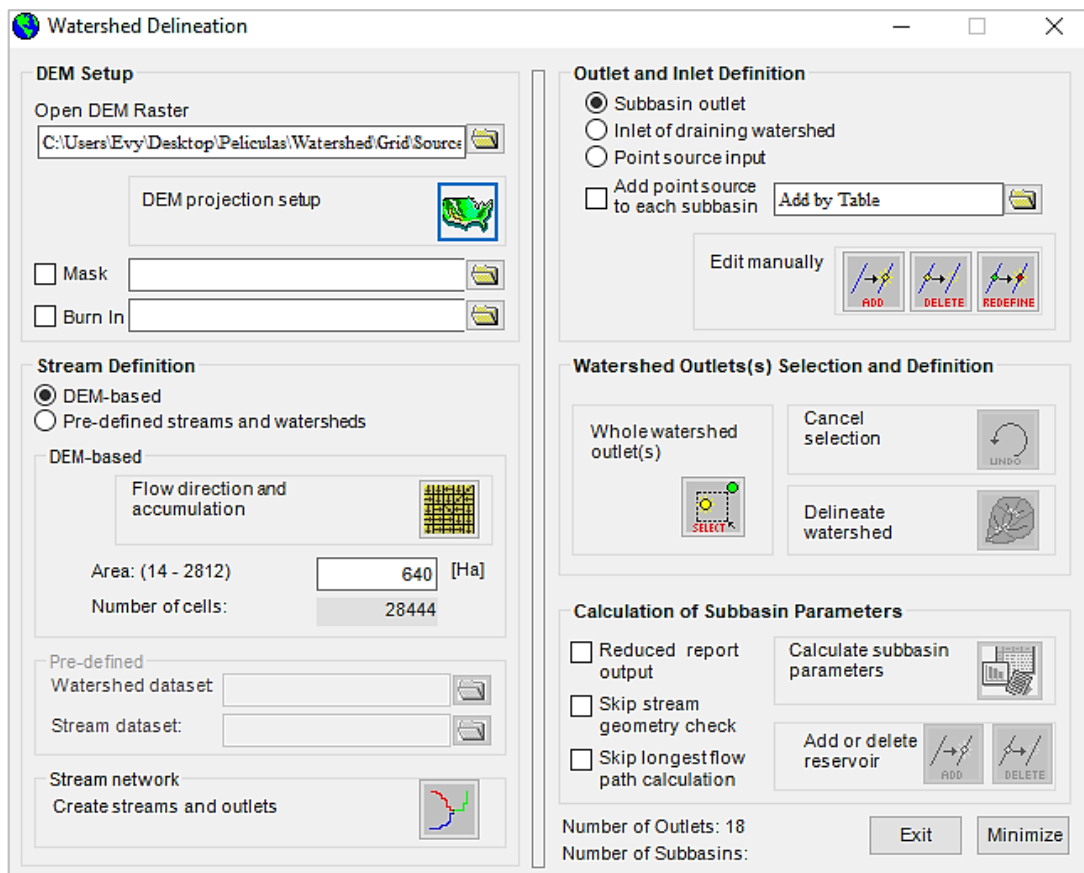 Watershed Delineation
DEM Setup
Open DEM Raster
C:\Users\Evy\Desktop\Peliculas\Watershed\Grid\Source
DEM projection setup
Mask
Burn In
Stream Definition
DEM-based
Pre-defined streams and watersheds
DEM-based
Flow direction and
accumulation
Area: (14 - 2812)
640
[Ha]
Number of cells:
28444
Pre-defined
Watershed dataset
Stream dataset:
Stream network
Create streams and outlets
Outlet and Inlet Definition
Subbasin outlet
Inlet of draining watershed
Point source input
Add point source
to each subbasin
Add by Table
Edit manually
ADD
DELETE
REDEFINE
Watershed Outlets(s) Selection and Definition
Whole watershed
outlet(s)
SELECT
Cancel
selection
UNDO
Delineate
watershed
Calculation of Subbasin Parameters
Reduced report
output
Skip stream
geometry check
Skip longest flow
path calculation
Calculate subbasin
parameters
Add or delete
reservoir
ADD
DELETE
Number of Outlets: 18
Number of Subbasins:
Exit
Minimize